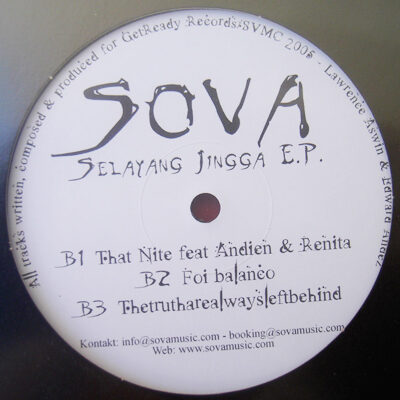 All tracks written, composed & produced for GetReady Records/SVMC 2005 - Lawrence Aswin & Edward Andez
SOVA
SELAYANG JINGGA E.P.
B1 That Nite feat Andien & Renita
B2 Foi balanco
B3 Thetrutharealwaysleftbehind
Kontakt: info@sovamusic.com - booking@sovamusic.com
Web: www.sovamusic.com